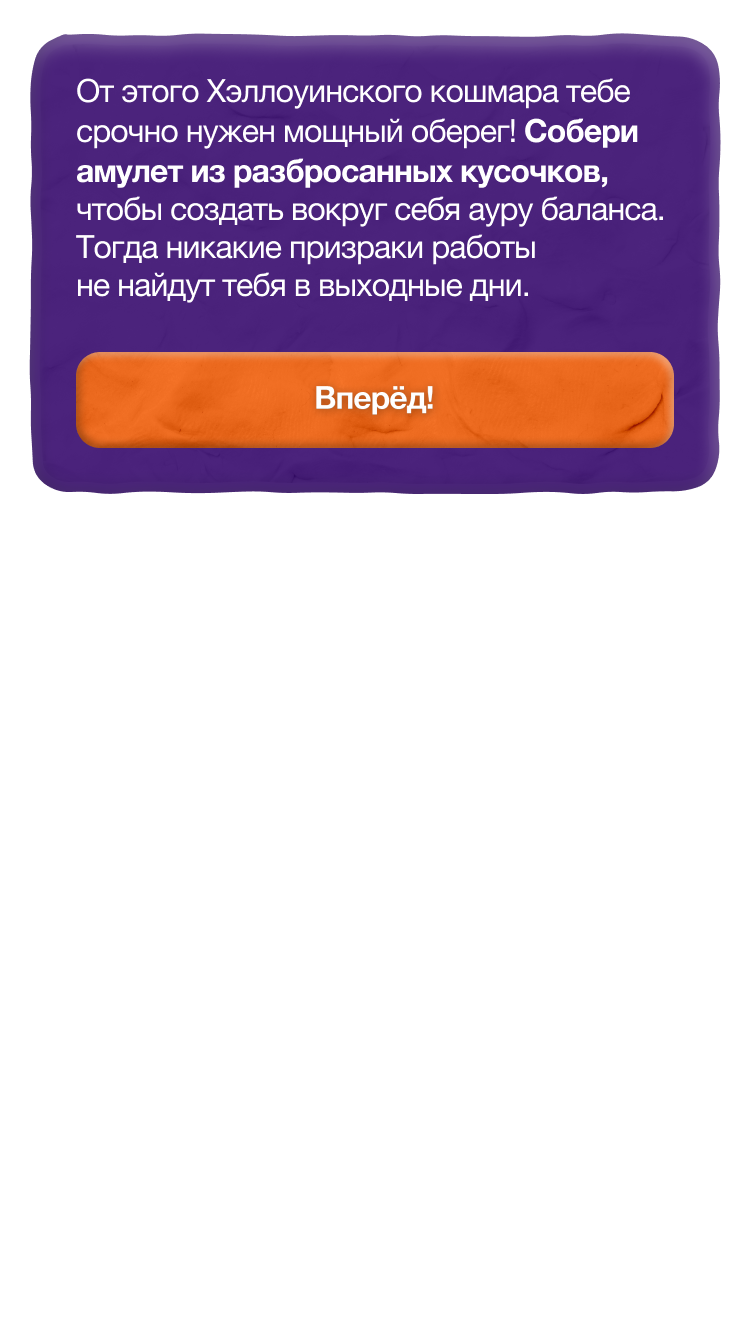 От этого Хэллоуинского кошмара тебе
срочно нужен мощный оберег! Собери
амулет из разбросанных кусочков,
чтобы создать вокруг себя ауру баланса.
Тогда никакие призраки работы
не найдут тебя в выходные дни.
Вперёд!